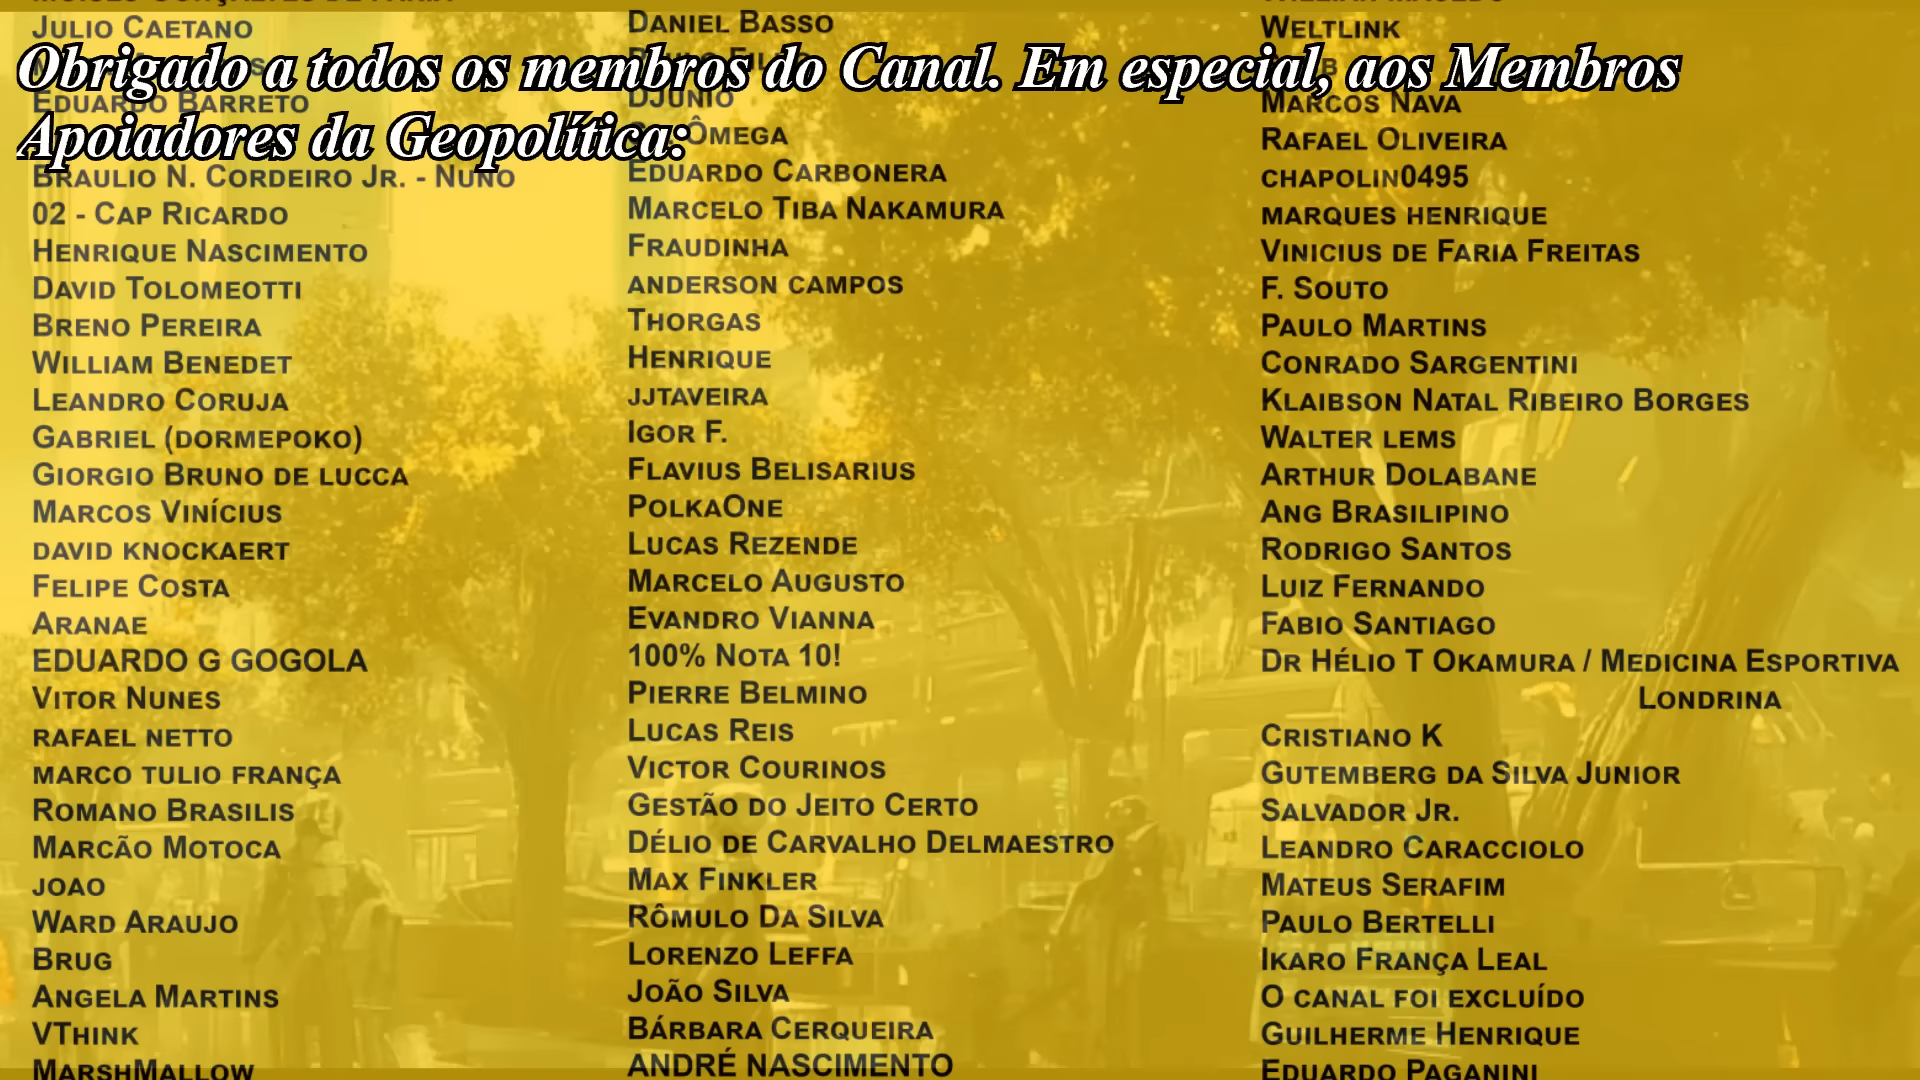 Obrigado a todos os membros do Canal. Em especial, aos Membros
Apoiadores da Geopolítica:
JULIO CAETANO
EDUARDO BARRETO
BRAULIO N. CORDEIRO JR. - NUNO
02 - CAP RICARDO
HENRIQUE NASCIMENTO
DAVID TOLOMEOTTI
BRENO PEREIRA
WILLIAM BENEDET
LEANDRO CORUJA
GABRIEL (DORMEPOKO)
GIORGIO BRUNO DE LUCCA
MARCOS VINÍCIUS
DAVID KNOCKAERT
FELIPE COSTA
ARANAE
EDUARDO G GOGOLA
VITOR NUNES
RAFAEL NETTO
MARCO TULIO FRANÇA
ROMANO BRASILIS
MARCÃO MOTOCA
JOAO
WARD ARAUJO
BRUG
ANGELA MARTINS
VTHINK
MARSHMALLOW
DANIEL BASSO
DJUNIO
ÔMEGA
EDUARDO CARBONERA
MARCELO TIBA NAKAMURA
FRAUDINHA
ANDERSON CAMPOS
THORGAS
HENRIQUE
JJTAVEIRA
IGOR F.
FLAVIUS BELISARIUS
POLKAONE
LUCAS REZENDE
MARCELO AUGUSTO
EVANDRO VIANNA
100% NOTA 10!
PIERRE BELMINO
LUCAS REIS
VICTOR COURINOS
GESTÃO DO JEITO CERTO
DÉLIO DE CARVALHO DELMAESTRO
MAX FINKLER
RÔMULO DA SILVA
LORENZO LEFFA
JOÃO SILVA
BÁRBARA CERQUEIRA
ANDRÉ NASCIMENTO
WELTLINK
MARCOS NAVA
RAFAEL OLIVEIRA
CHAPOLIN0495
MARQUES HENRIQUE
VINICIUS DE FARIA FREITAS
F. SOUTO
PAULO MARTINS
CONRADO SARGENTINI
KLAIBSON NATAL RIBEIRO BORGES
WALTER LEMS
ARTHUR DOLABANE
ANG BRASILIPINO
RODRIGO SANTOS
LUIZ FERNANDO
FABIO SANTIAGO
DR HÉLIO T OKAMURA / MEDICINA ESPORTIVA
LONDRINA
CRISTIANO K
GUTEMBERG DA SILVA JUNIOR
SALVADOR JR.
LEANDRO CARACCIOLO
MATEUS SERAFIM
PAULO BERTELLI
IKARO FRANÇA LEAL
O CANAL FOI EXCLUÍDO
GUILHERME HENRIQUE
EDUARDO PAGANINI